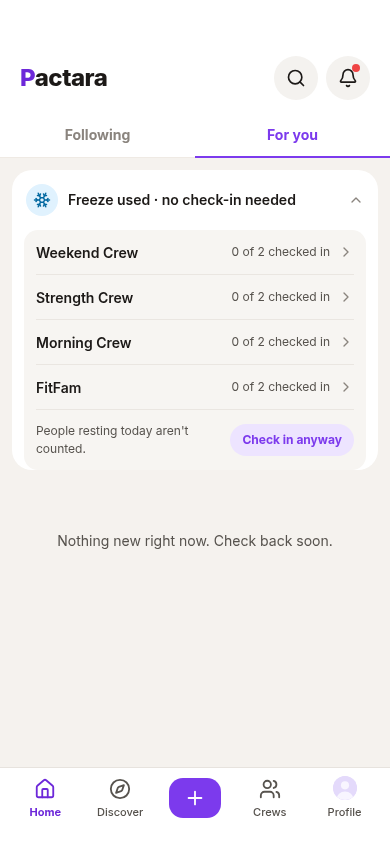 Pactara
Following
For you
Freeze used · no check-in needed
Weekend Crew
0 of 2 checked in
Strength Crew
0 of 2 checked in
Morning Crew
0 of 2 checked in
FitFam
0 of 2 checked in
People resting today aren't
counted.
Check in anyway
Nothing new right now. Check back soon.
Home
Discover
Crews
Profile